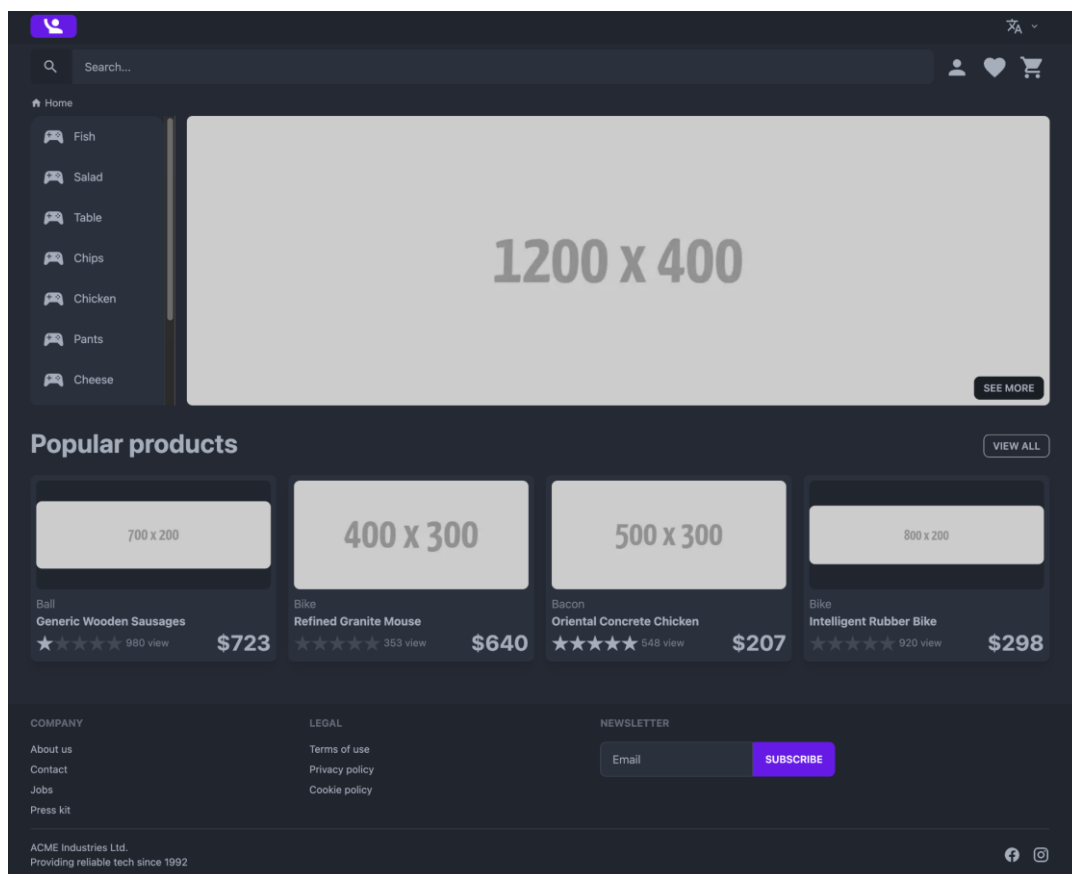 Search...
Home
Fish
Salad
Table
Chips
Chicken
Pants
Cheese
1200 x 400
SEE MORE
Popular products
VIEW ALL
700 x 200
400 x 300
500 x 300
800 x 200
Ball
Generic Wooden Sausages
980 view
$723
Bike
Refined Granite Mouse
353 view
$640
Bacon
Oriental Concrete Chicken
548 view
$207
Bike
Intelligent Rubber Bike
920 view
$298
COMPANY
About us
Contact
Jobs
Press kit
LEGAL
Terms of use
Privacy policy
Cookie policy
NEWSLETTER
Email
SUBSCRIBE
ACME Industries Ltd.
Providing reliable tech since 1992